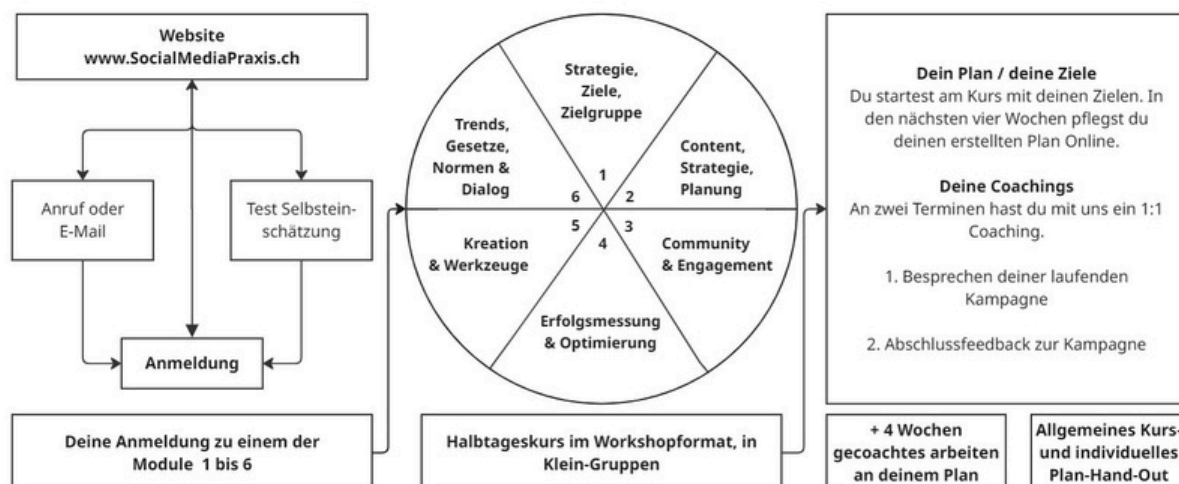 Website
www.SocialMediaPraxis.ch
Anruf oder
E-Mail
Test Selbstein-
schätzung
Anmeldung
Deine Anmeldung zu einem der
Module 1 bis 6
Strategie,
Ziele,
Zielgruppe
1
Content,
Strategie,
Planung
2
3
Community
& Engagement
4
Erfolgsmessung
& Optimierung
5
Kreation
& Werkzeuge
Trends,
Gesetze,
Normen &
Dialog
6
Halbtageskurs im Workshopformat, in
Klein-Gruppen
Dein Plan / deine Ziele
Du startest am Kurs mit deinen Zielen. In
den nächsten vier Wochen pflegst du
deinen erstellten Plan Online.
Deine Coachings
An zwei Terminen hast du mit uns ein 1:1
Coaching.
1. Besprechen deiner laufenden
Kampagne
2. Abschlussfeedback zur Kampagne
+ 4 Wochen
gecoachtes arbeiten
an deinem Plan
Allgemeines Kurs-
und individuelles
Plan-Hand-Out